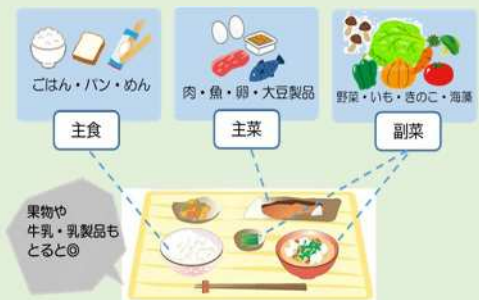 ごはん・パン・めん
肉・魚・卵・大豆製品
野菜・いも・きのこ・海藻
主食
主菜
副菜
果物や
牛乳・乳製品も
とると◎